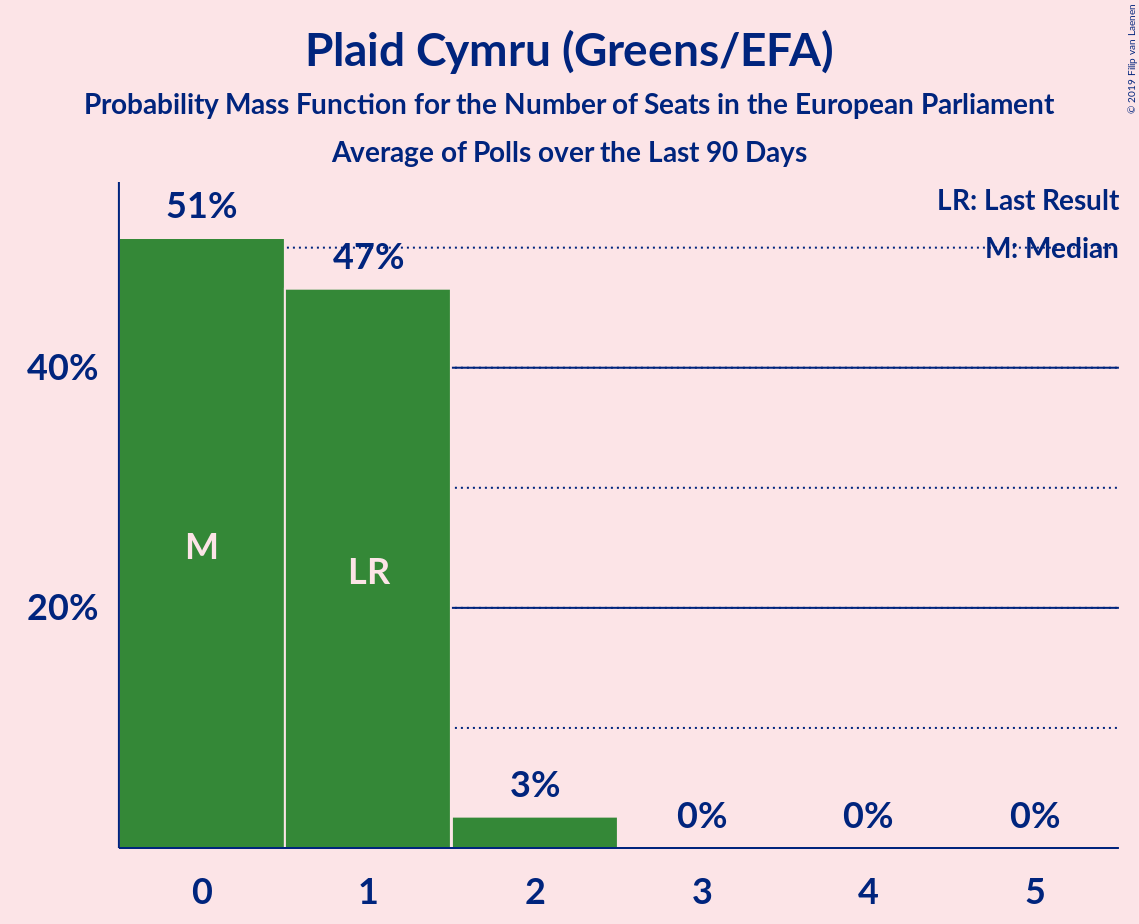 Plaid Cymru (Greens/EFA)
Probability Mass Function for the Number of Seats in the European Parliament
Average of Polls over the Last 90 Days
© 2019 Filip van Laenen
LR: Last Result
M: Median
51%
47%
40%
M
LR
20%
3%
0%
0%
0%
0
1
2
3
4
5